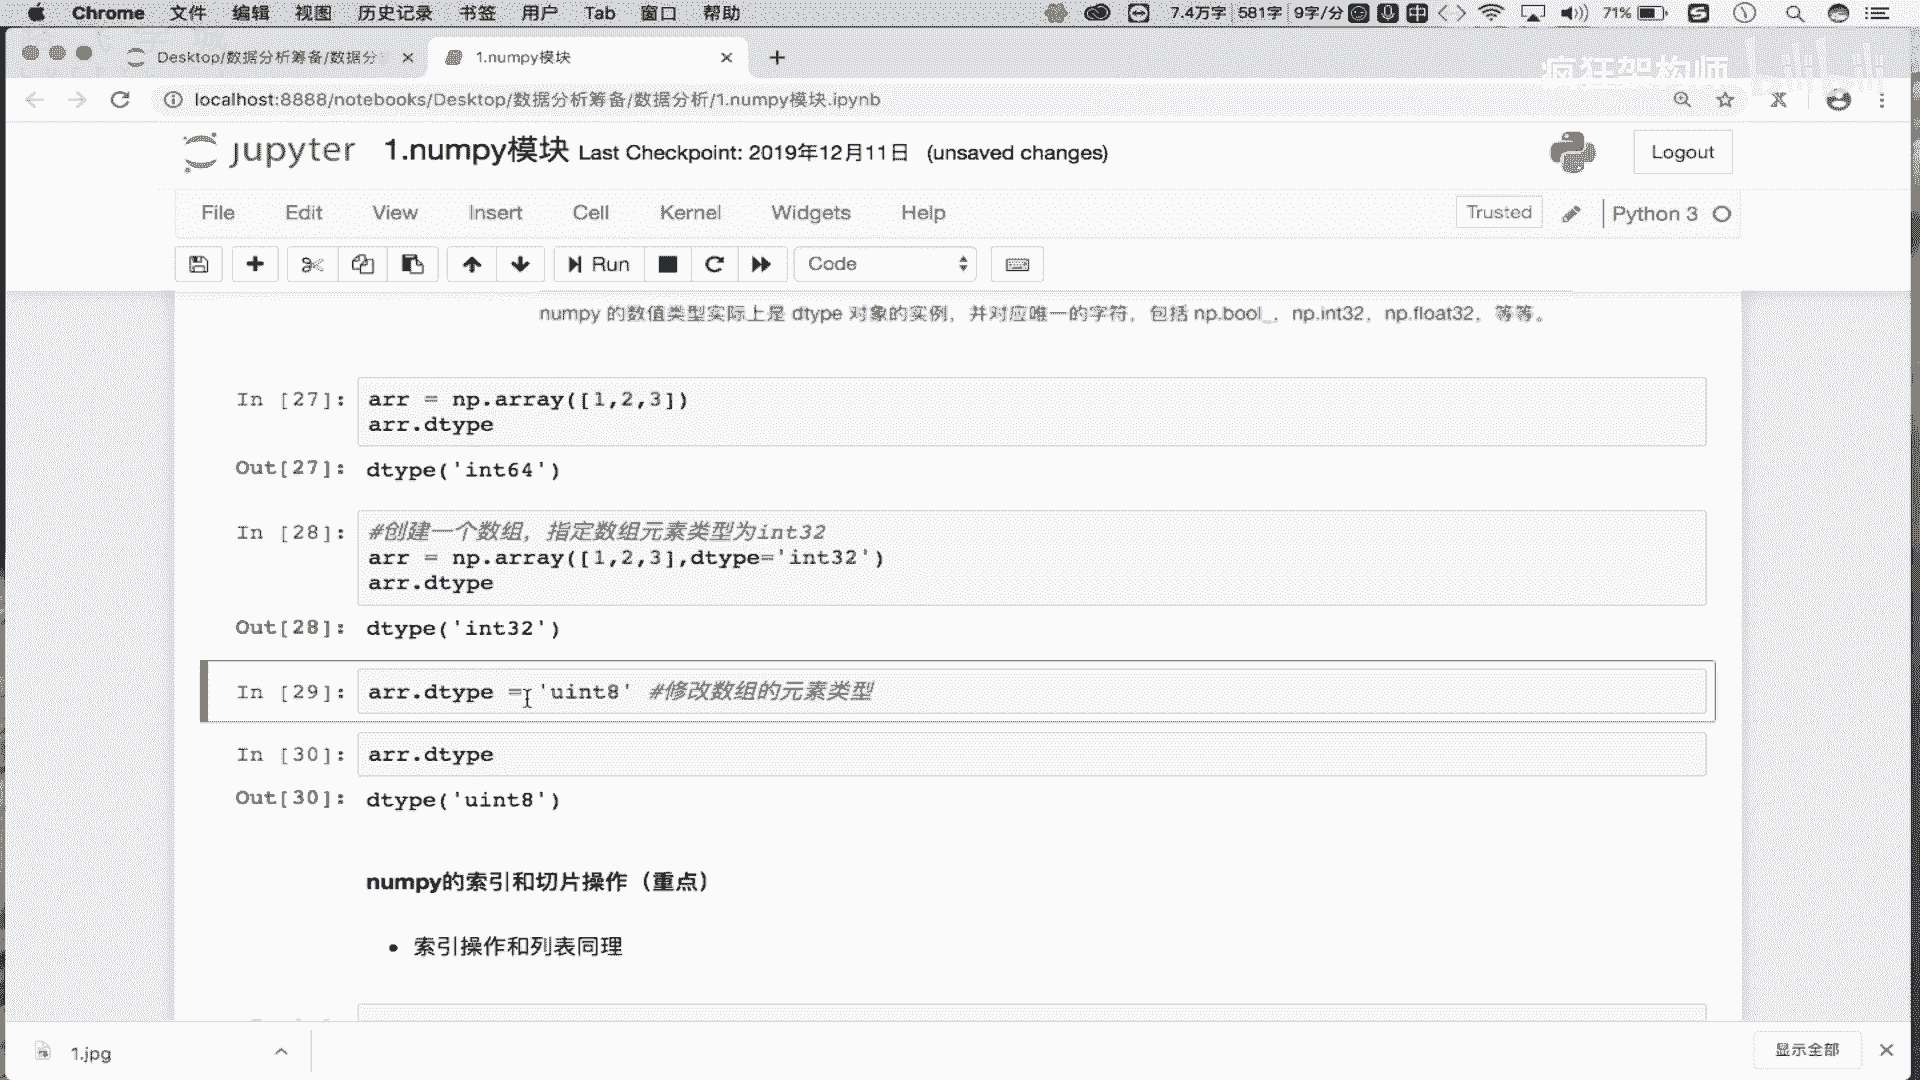 Chrome 文件 编辑 视图 历史记录 书签 用户 Tab 窗口 帮助 7.4万字 581字 9字/分 中 71%
Desktop/数据分析筹备/数据分 1.numpy模块
疯狂架构师 bilibili
localhost:8888/notebooks/Desktop/数据分析筹备/数据分析/1.numpy模块.ipynb
jupyter 1.numpy模块 Last Checkpoint: 2019年12月11日 (unsaved changes) Logout
File Edit View Insert Cell Kernel Widgets Help Trusted Python 3
Run Code
numpy 的数值类型实际上是 dtype 对象的实例，并对应唯一的字符，包括 np.bool_，np.int32，np.float32，等等。
In [27]: arr = np.array([1,2,3])
arr.dtype
Out[27]: dtype('int64')
In [28]: #创建一个数组，指定数组元素类型为int32
arr = np.array([1,2,3],dtype='int32')
arr.dtype
Out[28]: dtype('int32')
In [29]: arr.dtype = 'uint8' #修改数组的元素类型
In [30]: arr.dtype
Out[30]: dtype('uint8')
numpy的索引和切片操作（重点）
• 索引操作和列表同理
1.jpg 显示全部